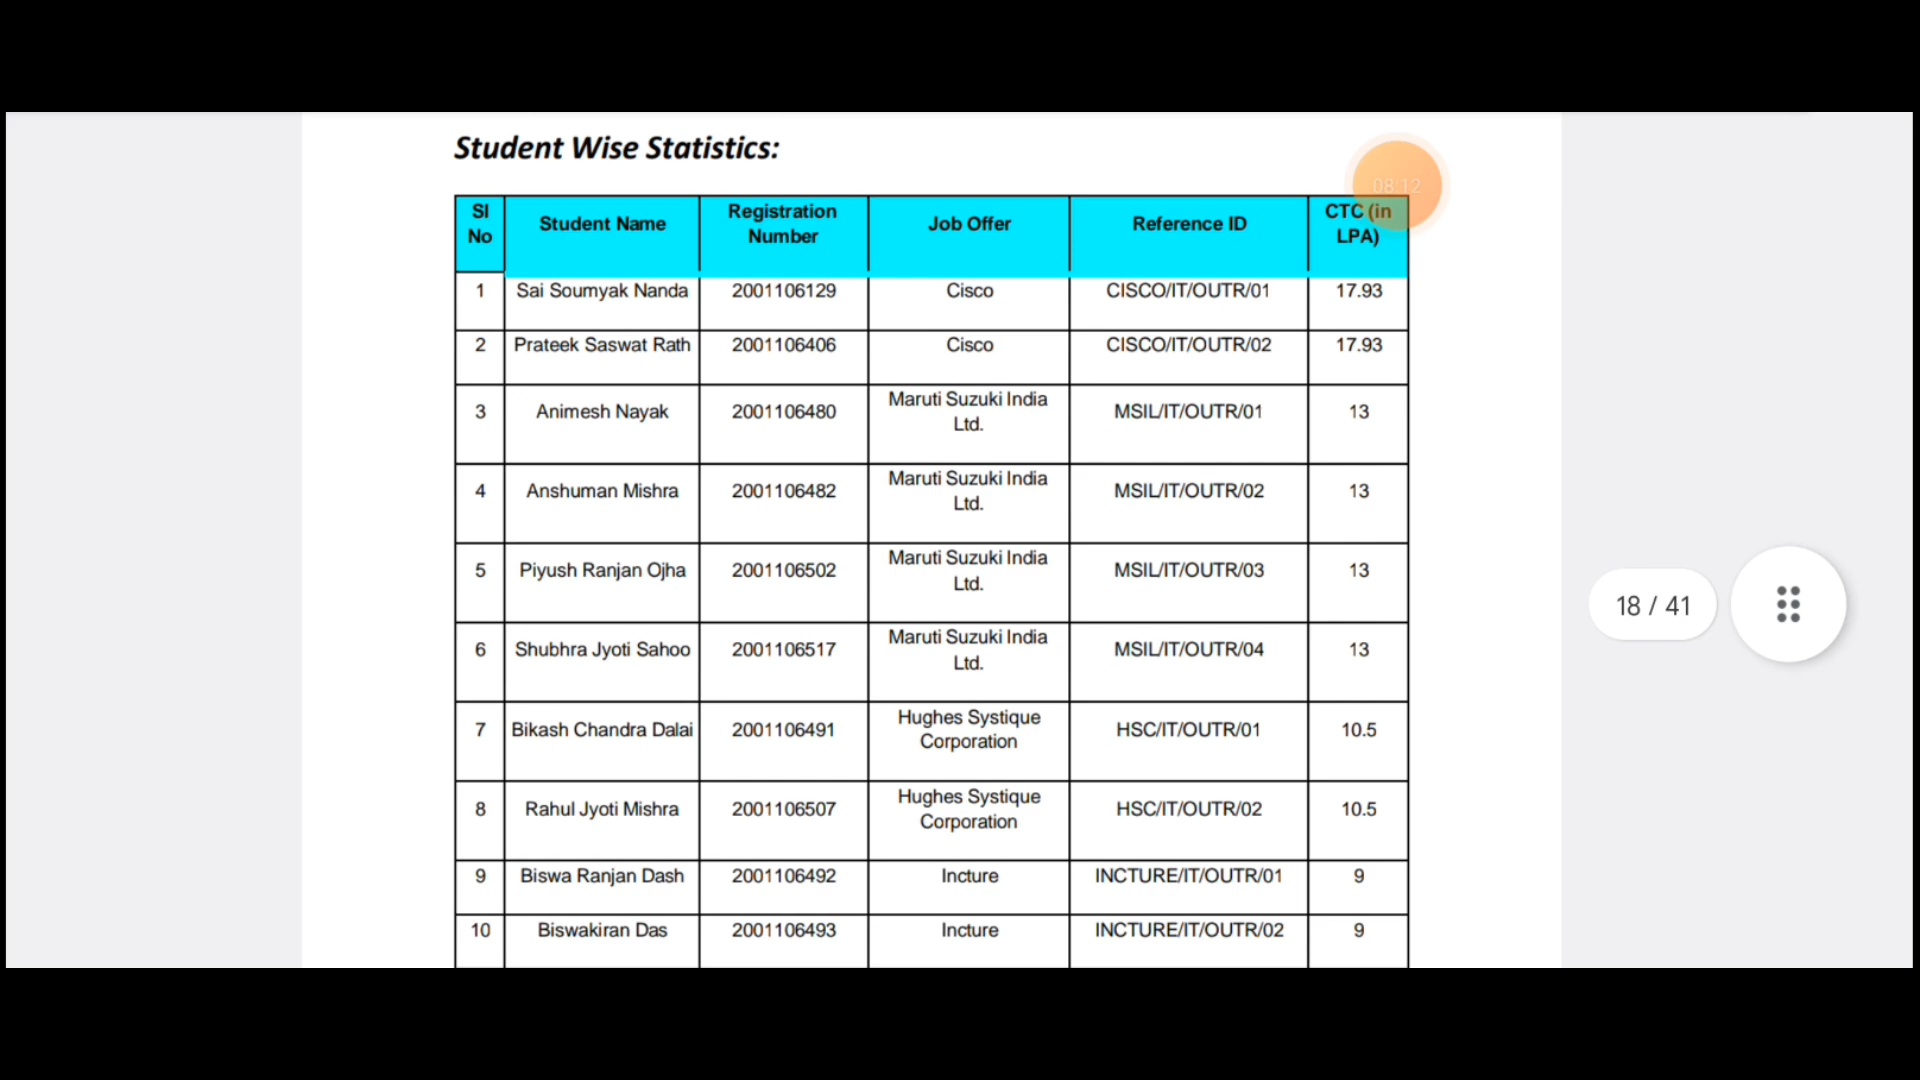 Student Wise Statistics:
08:12
Sl No Student Name Registration Number Job Offer Reference ID CTC (in LPA)
1 Sai Soumyak Nanda 2001106129 Cisco CISCO/IT/OUTR/01 17.93
2 Prateek Saswat Rath 2001106406 Cisco CISCO/IT/OUTR/02 17.93
3 Animesh Nayak 2001106480 Maruti Suzuki India Ltd. MSIL/IT/OUTR/01 13
4 Anshuman Mishra 2001106482 Maruti Suzuki India Ltd. MSIL/IT/OUTR/02 13
5 Piyush Ranjan Ojha 2001106502 Maruti Suzuki India Ltd. MSIL/IT/OUTR/03 13
6 Shubhra Jyoti Sahoo 2001106517 Maruti Suzuki India Ltd. MSIL/IT/OUTR/04 13
7 Bikash Chandra Dalai 2001106491 Hughes Systique Corporation HSC/IT/OUTR/01 10.5
8 Rahul Jyoti Mishra 2001106507 Hughes Systique Corporation HSC/IT/OUTR/02 10.5
9 Biswa Ranjan Dash 2001106492 Incture INCTURE/IT/OUTR/01 9
10 Biswakiran Das 2001106493 Incture INCTURE/IT/OUTR/02 9
18 / 41